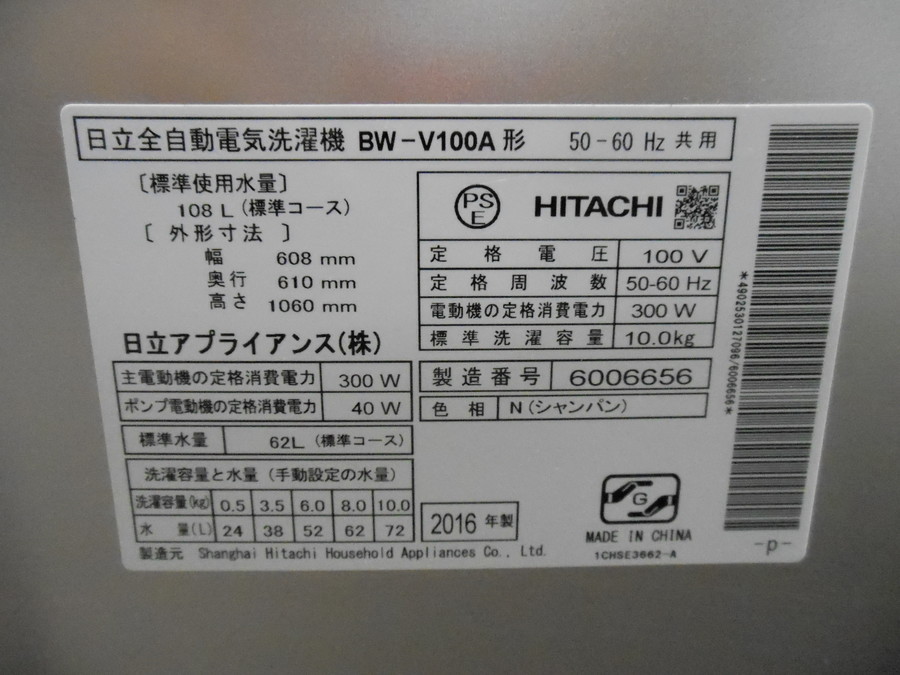 日立全自動電気洗濯機 BW-V100A 形 50-60 Hz 共用
〔標準使用水量〕
108 L (標準コース)
〔 外形寸法 〕
幅 608 mm
奥行 610 mm
高さ 1060 mm
日立アプライアンス(株)
主電動機の定格消費電力 300 W
ポンプ電動機の定格消費電力 40 W
標準水量 62L (標準コース)
洗濯容量と水量 (手動設定の水量)
洗濯容量(kg) 0.5 3.5 6.0 8.0 10.0
水 量(L) 24 38 52 62 72
製造元 Shanghai Hitachi Household Appliances Co., Ltd.
PS
E
HITACHI
定格電圧 100 V
定格周波数 50-60 Hz
電動機の定格消費電力 300 W
標準洗濯容量 10.0kg
製造番号 6006656
色相 N (シャンパン)
2016 年製
G
MADE IN CHINA
1CHSE3662-A
*4902530127096/6006656*
-p-